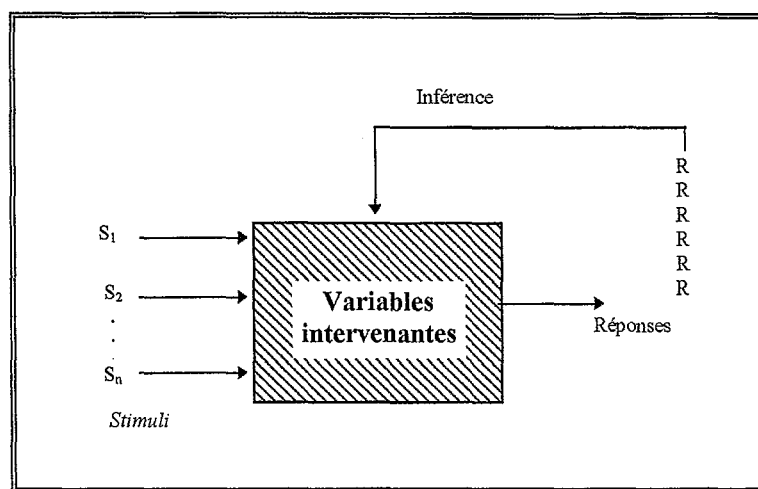 Inférence
R
R
R
R
R
R
S₁
S₂
.
.
.
Sₙ
Variables
intervenantes
Réponses
Stimuli